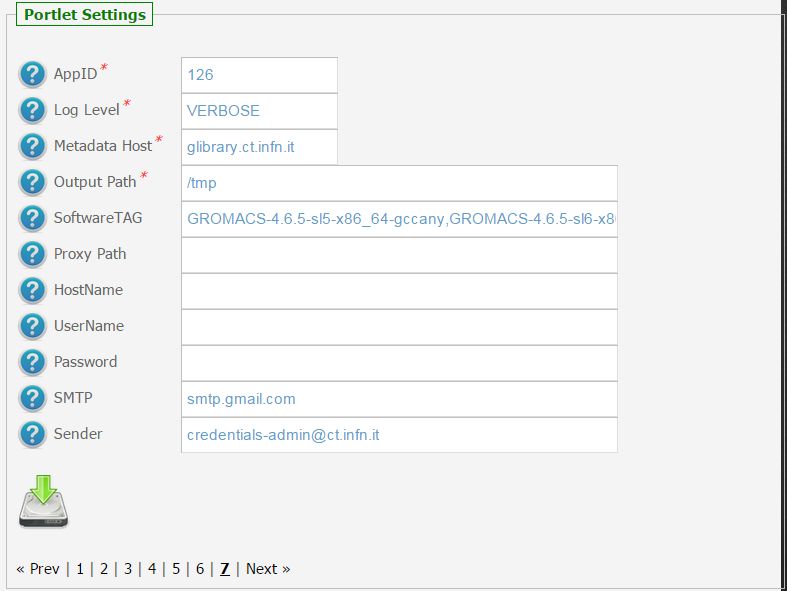 Portlet Settings
AppID* 126
Log Level* VERBOSE
Metadata Host* glibrary.ct.infn.it
Output Path* /tmp
SoftwareTAG GROMACS-4.6.5-sl5-x86_64-gccany,GROMACS-4.6.5-sl6-x8
Proxy Path
HostName
UserName
Password
SMTP smtp.gmail.com
Sender credentials-admin@ct.infn.it
« Prev | 1 | 2 | 3 | 4 | 5 | 6 | 7 | Next »